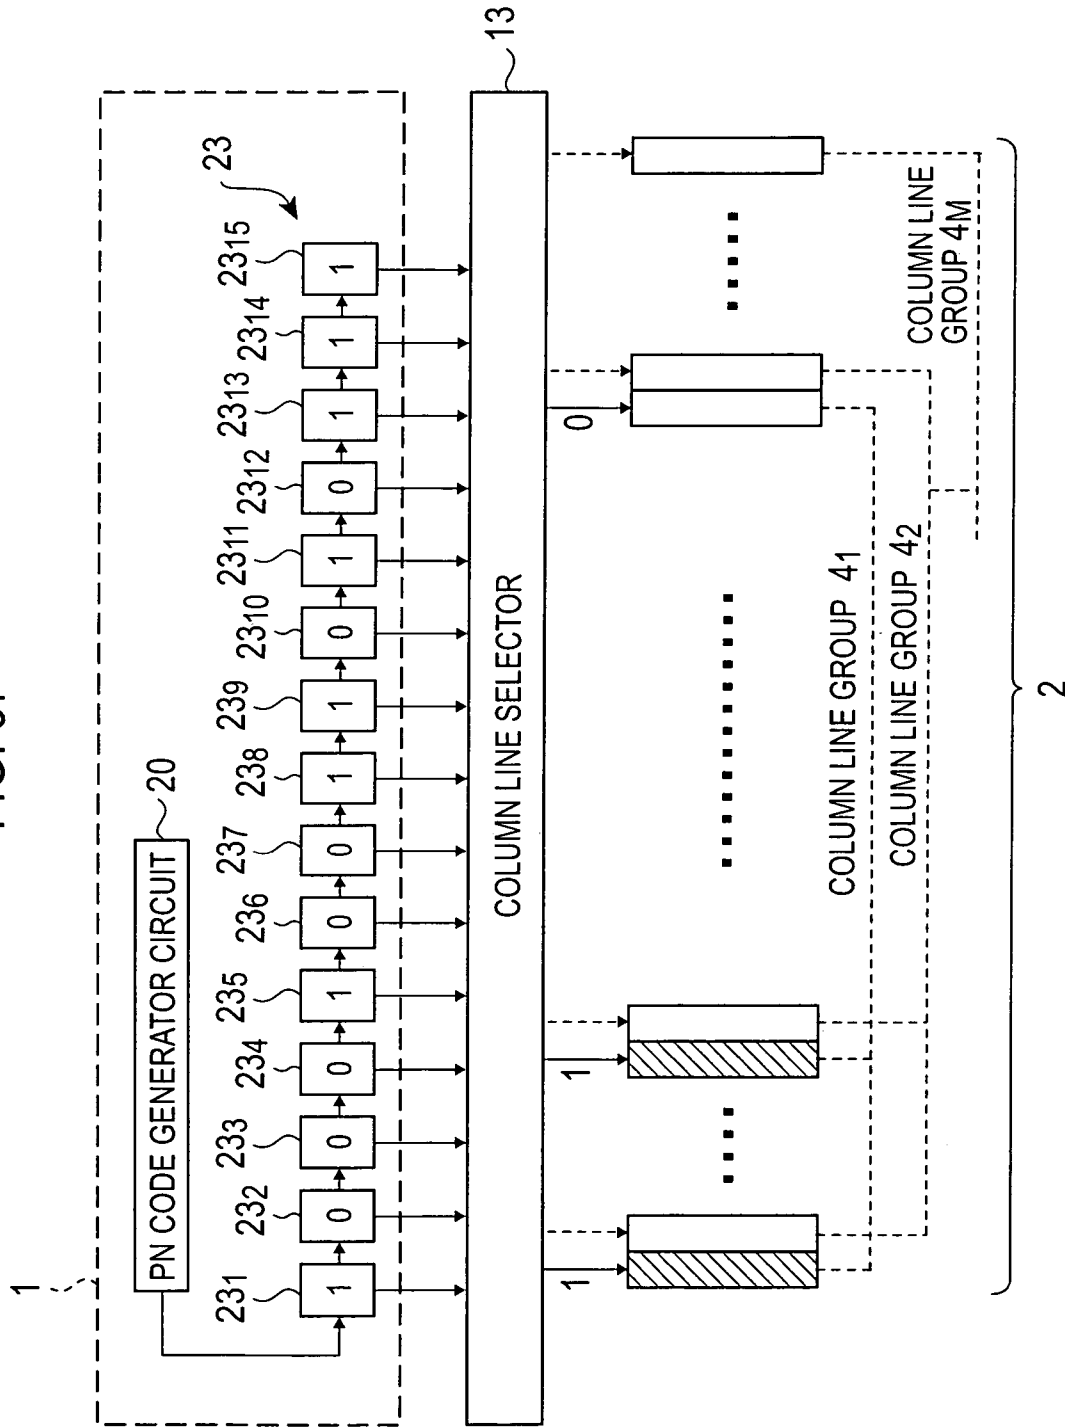 1
PN CODE GENERATOR CIRCUIT
20
23
23₁ 23₂ 23₃ 23₄ 23₅ 23₆ 23₇ 23₈ 23₉ 23₁₀ 23₁₁ 23₁₂ 23₁₃ 23₁₄ 23₁₅
1 0 0 0 1 0 0 1 1 0 1 0 1 1 1
COLUMN LINE SELECTOR
13
1 1 0
COLUMN LINE GROUP 4₁
COLUMN LINE GROUP 4₂
COLUMN LINE
GROUP 4M
2